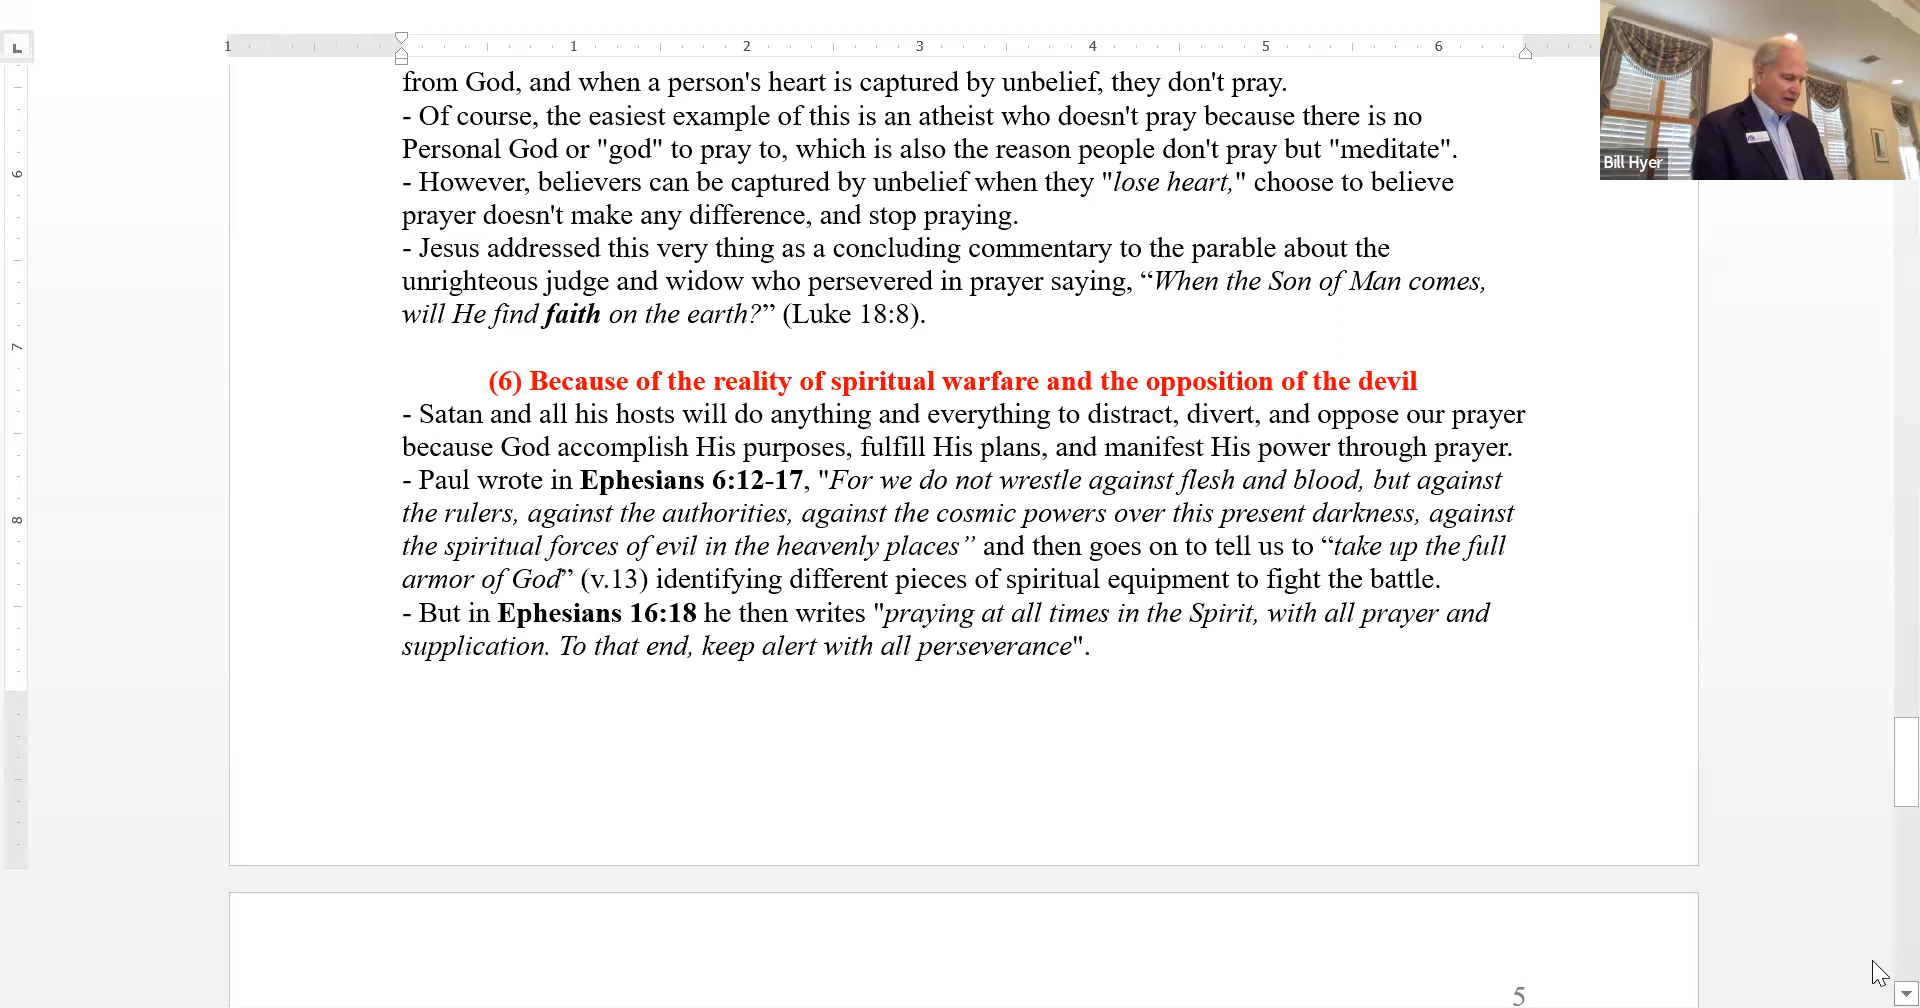 1 1 2 3 4 5 6
from God, and when a person's heart is captured by unbelief, they don't pray.
- Of course, the easiest example of this is an atheist who doesn't pray because there is no
Personal God or "god" to pray to, which is also the reason people don't pray but "meditate".
- However, believers can be captured by unbelief when they "lose heart," choose to believe
prayer doesn't make any difference, and stop praying.
- Jesus addressed this very thing as a concluding commentary to the parable about the
unrighteous judge and widow who persevered in prayer saying, “When the Son of Man comes,
will He find faith on the earth?” (Luke 18:8).
(6) Because of the reality of spiritual warfare and the opposition of the devil
- Satan and all his hosts will do anything and everything to distract, divert, and oppose our prayer
because God accomplish His purposes, fulfill His plans, and manifest His power through prayer.
- Paul wrote in Ephesians 6:12-17, "For we do not wrestle against flesh and blood, but against
the rulers, against the authorities, against the cosmic powers over this present darkness, against
the spiritual forces of evil in the heavenly places” and then goes on to tell us to “take up the full
armor of God” (v.13) identifying different pieces of spiritual equipment to fight the battle.
- But in Ephesians 16:18 he then writes "praying at all times in the Spirit, with all prayer and
supplication. To that end, keep alert with all perseverance".
5
6
7
8
Bill Hyer